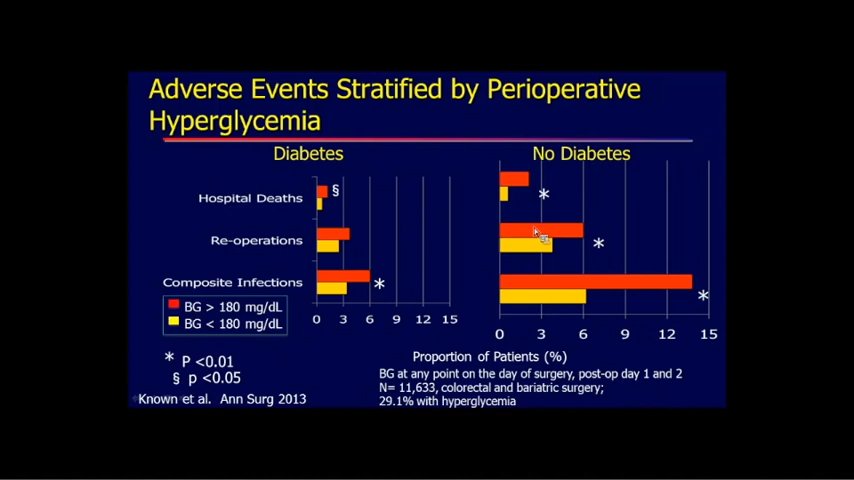 Adverse Events Stratified by Perioperative
Hyperglycemia
Diabetes
No Diabetes
Hospital Deaths
§
*
Re-operations
*
Composite Infections
*
*
BG > 180 mg/dL
BG < 180 mg/dL
0 3 6 9 12 15
0 3 6 9 12 15
Proportion of Patients (%)
* P <0.01
§ p <0.05
BG at any point on the day of surgery, post-op day 1 and 2
N= 11,633, colorectal and bariatric surgery;
29.1% with hyperglycemia
Known et al. Ann Surg 2013